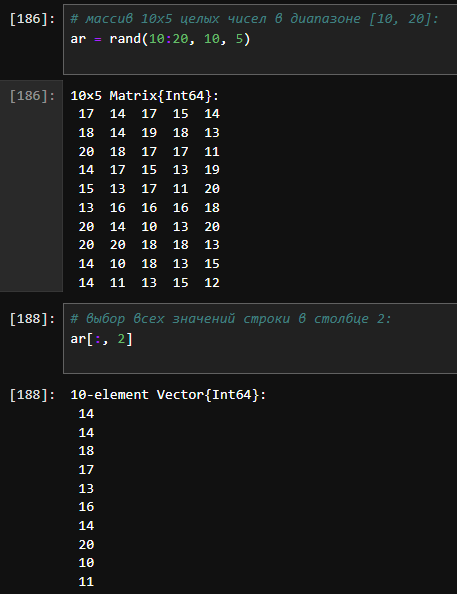 [186]: # массив 10x5 целых чисел в диапазоне [10, 20]:
ar = rand(10:20, 10, 5)
[186]: 10×5 Matrix{Int64}:
17 14 17 15 14
18 14 19 18 13
20 18 17 17 11
14 17 15 13 19
15 13 17 11 20
13 16 16 16 18
20 14 10 13 20
20 20 18 18 13
14 10 18 13 15
14 11 13 15 12
[188]: # выбор всех значений строки в столбце 2:
ar[:, 2]
[188]: 10-element Vector{Int64}:
14
14
18
17
13
16
14
20
10
11